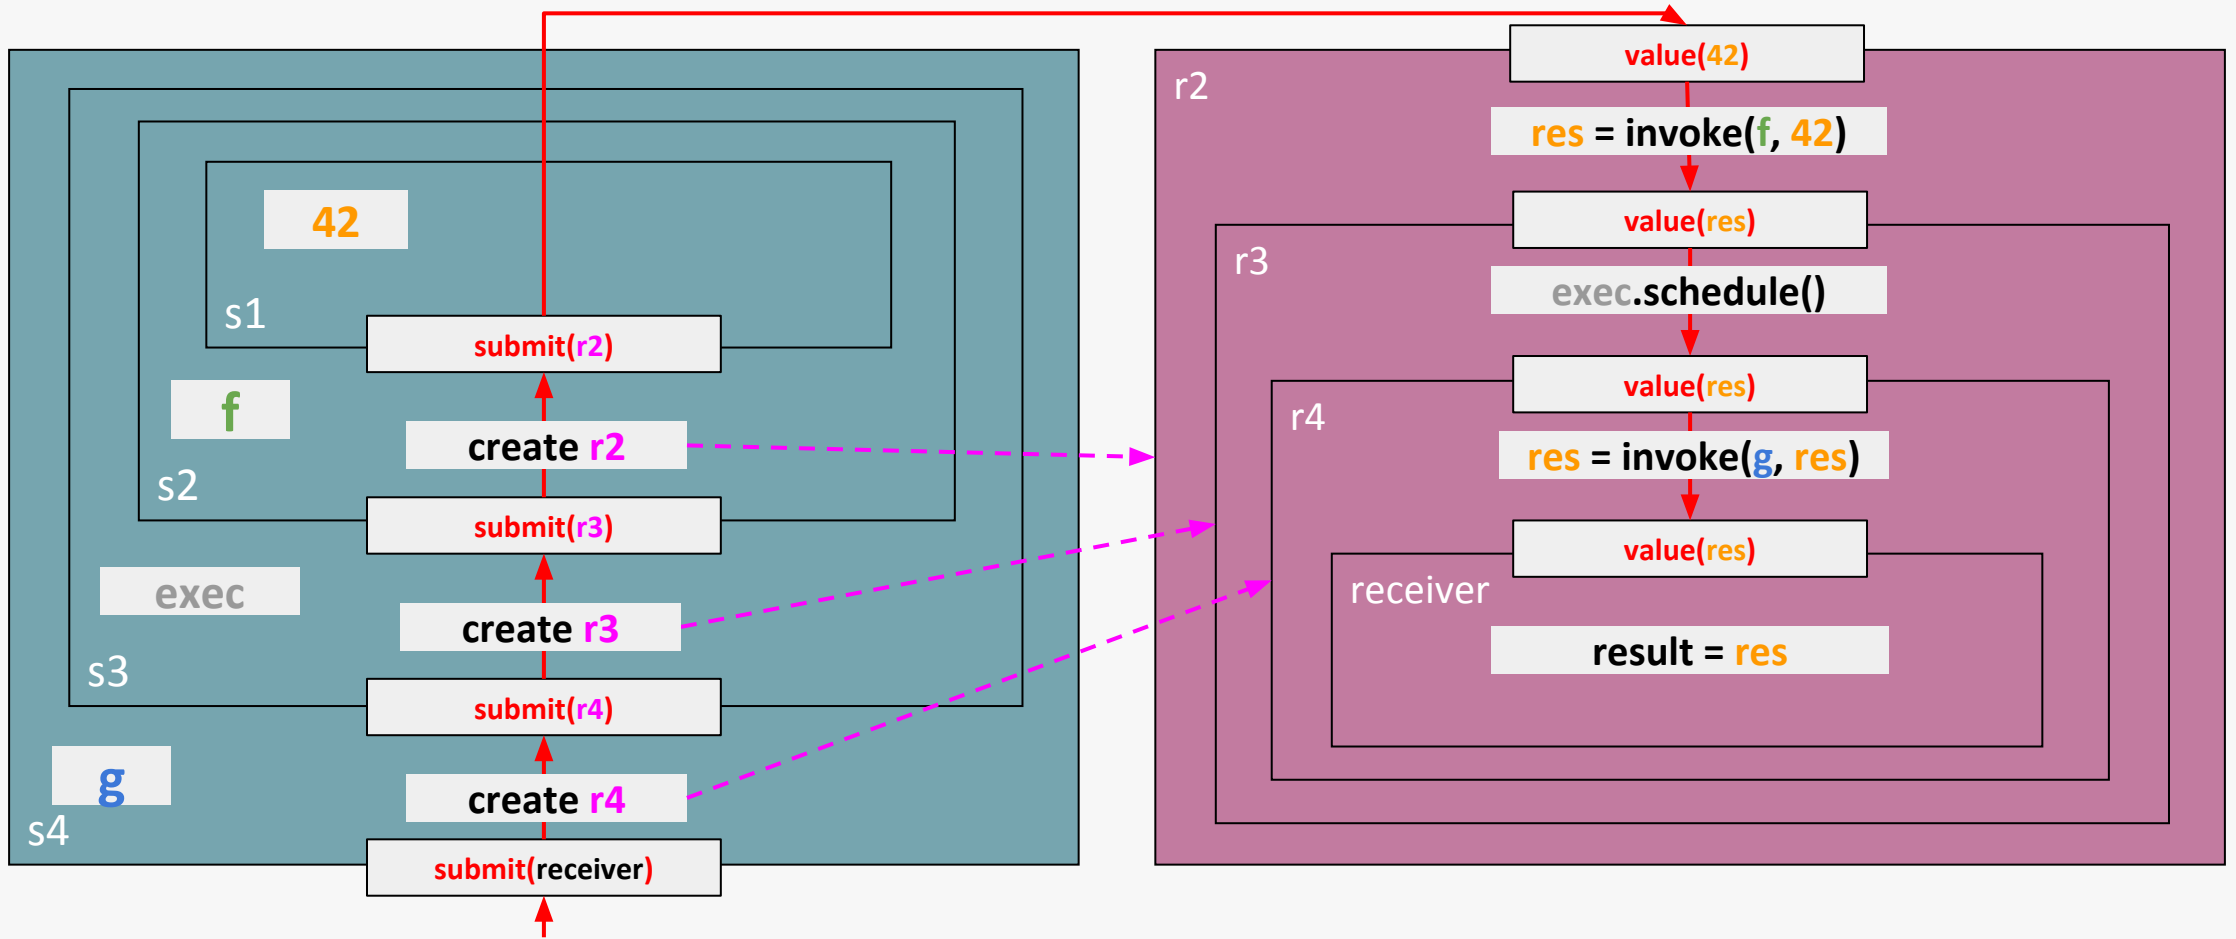 42
s1
submit(r2)
f
create r2
s2
submit(r3)
exec
create r3
s3
submit(r4)
g
create r4
s4
submit(receiver)
value(42)
r2
res = invoke(f, 42)
value(res)
r3
exec.schedule()
value(res)
r4
res = invoke(g, res)
value(res)
receiver
result = res